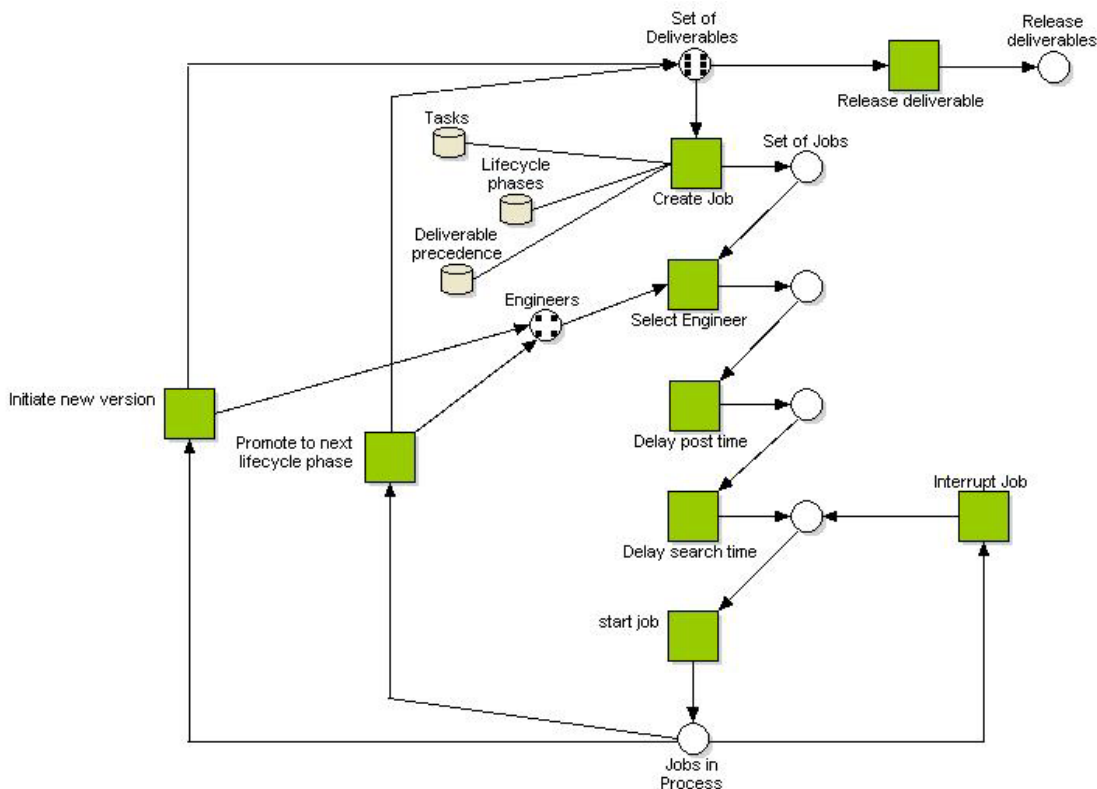 Set of
Deliverables
Release
deliverables
Release deliverable
Tasks
Set of Jobs
Lifecycle
phases
Create Job
Deliverable
precedence
Engineers
Select Engineer
Initiate new version
Promote to next
lifecycle phase
Delay post time
Interrupt Job
Delay search time
start job
Jobs in
Process